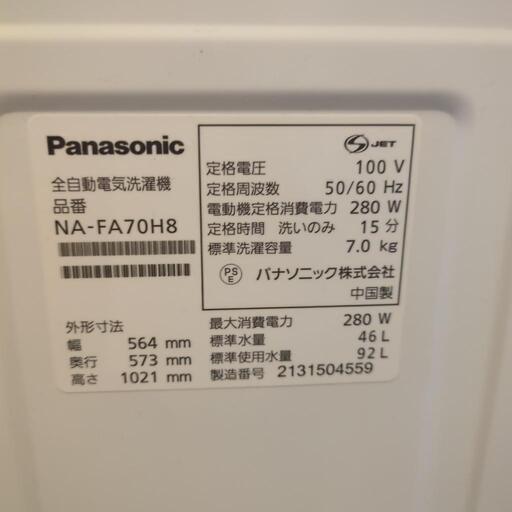 Panasonic
全自動電気洗濯機
品番
NA-FA70H8
外形寸法
幅 564 mm
奥行 573 mm
高さ 1021 mm
S JET
定格電圧 100 V
定格周波数 50/60 Hz
電動機定格消費電力 280 W
定格時間 洗いのみ 15 分
標準洗濯容量 7.0 kg
PS E パナソニック株式会社
中国製
最大消費電力 280 W
標準水量 46 L
標準使用水量 92 L
製造番号 2131504559